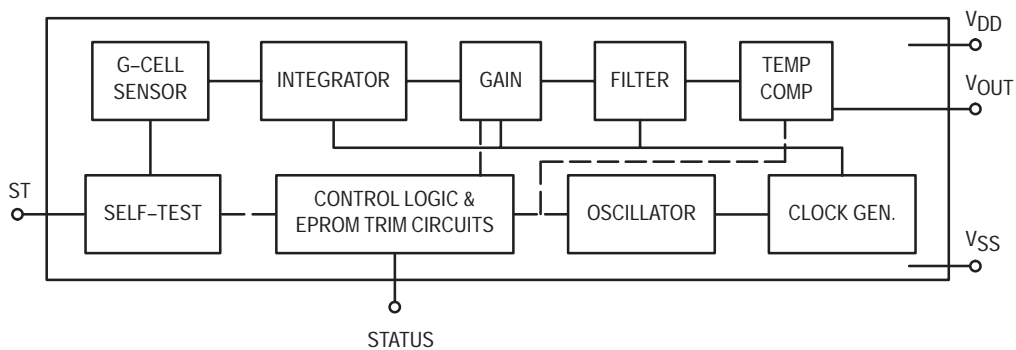 G–CELL
SENSOR
INTEGRATOR
GAIN
FILTER
TEMP
COMP
VDD
VOUT
ST
SELF–TEST
CONTROL LOGIC &
EPROM TRIM CIRCUITS
OSCILLATOR
CLOCK GEN.
VSS
STATUS